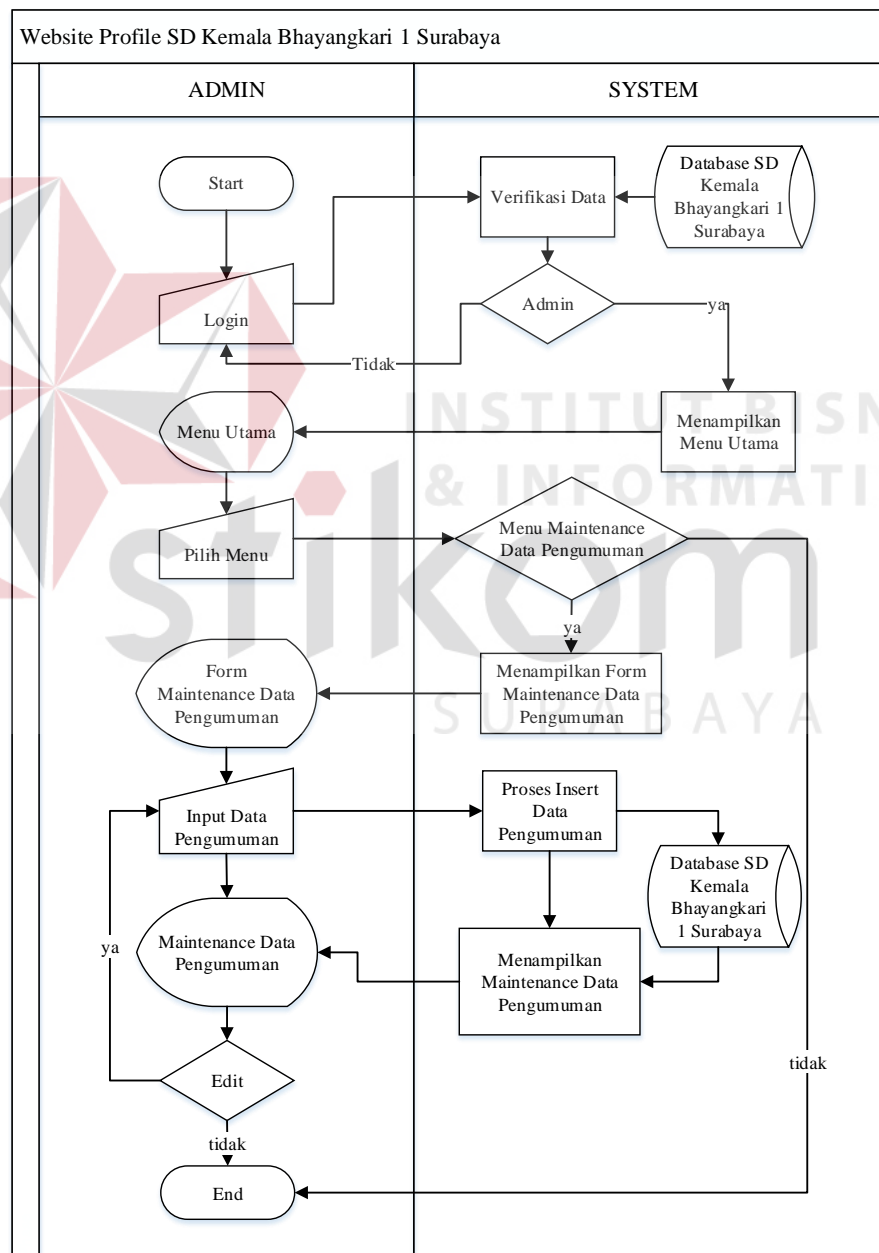 Website Profile SD Kemala Bhayangkari 1 Surabaya
ADMIN
SYSTEM
Start
Verifikasi Data
Database SD
Kemala
Bhayangkari 1
Surabaya
Login
Admin
ya
Tidak
INSTITUT BISN
Menu Utama
Menampilkan
Menu Utama
& INFORMATI
stikom
SURABAYA
Pilih Menu
Menu Maintenance
Data Pengumuman
ya
Form
Maintenance Data
Pengumuman
Menampilkan Form
Maintenance Data
Pengumuman
Input Data
Pengumuman
Proses Insert
Data
Pengumuman
Database SD
Kemala
Bhayangkari
1 Surabaya
ya
Maintenance Data
Pengumuman
Menampilkan
Maintenance Data
Pengumuman
tidak
Edit
tidak
End